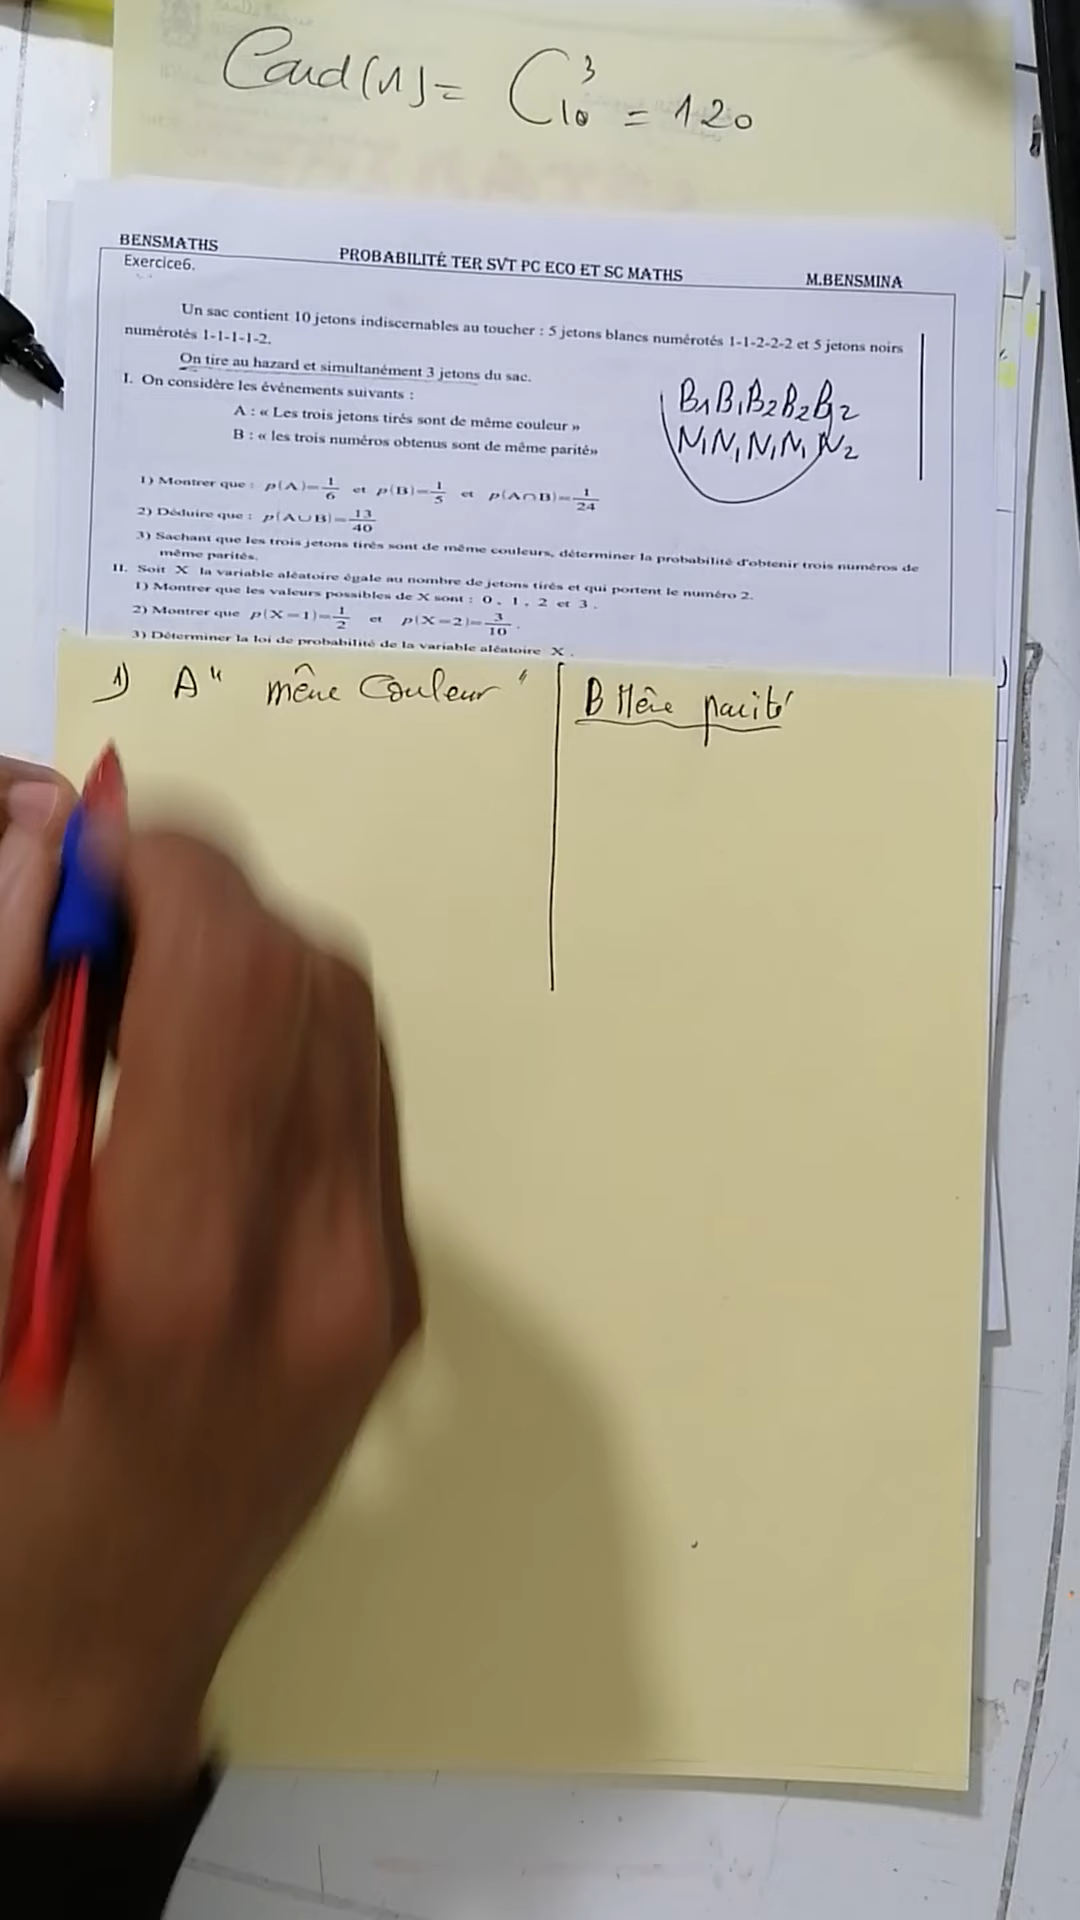 Card(Ω) = C³₁₀ = 120
BENSMATHS PROBABILITÉ TER SVT PC ECO ET SC MATHS M.BENSMINA
Exercice6.
Un sac contient 10 jetons indiscernables au toucher : 5 jetons blancs numérotés 1-1-2-2-2 et 5 jetons noirs
numérotés 1-1-1-1-2.
On tire au hazard et simultanément 3 jetons du sac.
I. On considère les événements suivants :
A : « Les trois jetons tirés sont de même couleur »
B : « les trois numéros obtenus sont de même parité»
B₁B₁B₂B₂B₂
N₁N₁N₁N₁N₂
1) Montrer que : p(A)=1/6 et p(B)=1/5 et p(A∩B)=1/24
2) Déduire que : p(A∪B)=13/40
3) Sachant que les trois jetons tirés sont de même couleurs, déterminer la probabilité d'obtenir trois numéros de
même parités.
II. Soit X la variable aléatoire égale au nombre de jetons tirés et qui portent le numéro 2.
1) Montrer que les valeurs possibles de X sont : 0, 1, 2 et 3.
2) Montrer que p(X=1)=1/2 et p(X=2)=3/10.
3) Déterminer la loi de probabilité de la variable aléatoire X.
1) A " même Couleur "
B Même parité